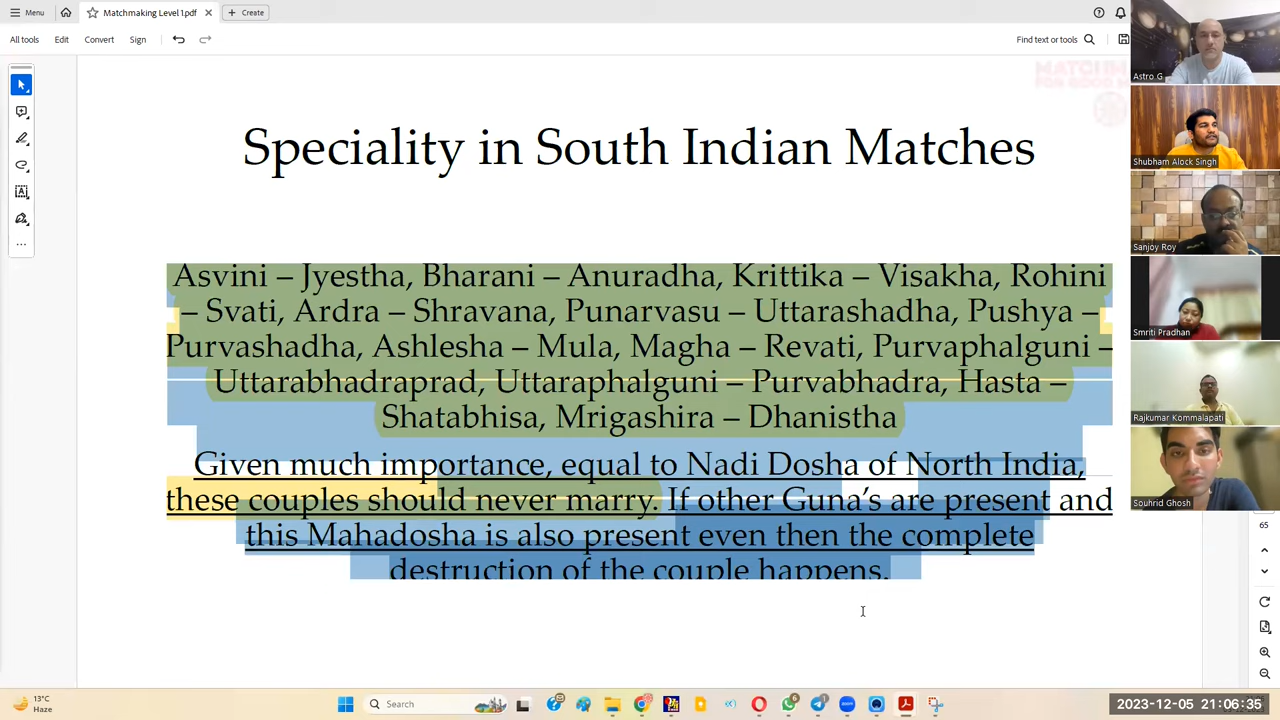 Menu
Matchmaking Level 1.pdf
Create
All tools
Edit
Convert
Sign
Find text or tools
Speciality in South Indian Matches
Asvini – Jyestha, Bharani – Anuradha, Krittika – Visakha, Rohini
– Svati, Ardra – Shravana, Punarvasu – Uttarashadha, Pushya –
Purvashadha, Ashlesha – Mula, Magha – Revati, Purvaphalguni –
Uttarabhadraprad, Uttaraphalguni – Purvabhadra, Hasta –
Shatabhisa, Mrigashira – Dhanistha
Given much importance, equal to Nadi Dosha of North India,
these couples should never marry. If other Guna's are present and
this Mahadosha is also present even then the complete
destruction of the couple happens.
Astro G
Shubham Alock Singh
Sanjoy Roy
Smriti Pradhan
Rajkumar Kommalapati
Souhrid Ghosh
65
13°C
Haze
Search
2023-12-05 21:06:35